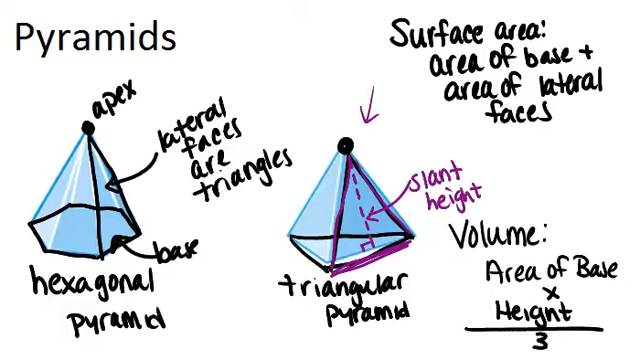 Pyramids
apex
lateral
faces
are
triangles
base
hexagonal
pyramid
slant
height
triangular
pyramid
Surface area:
area of base +
area of lateral
faces
Volume:
Area of Base
x
Height
3